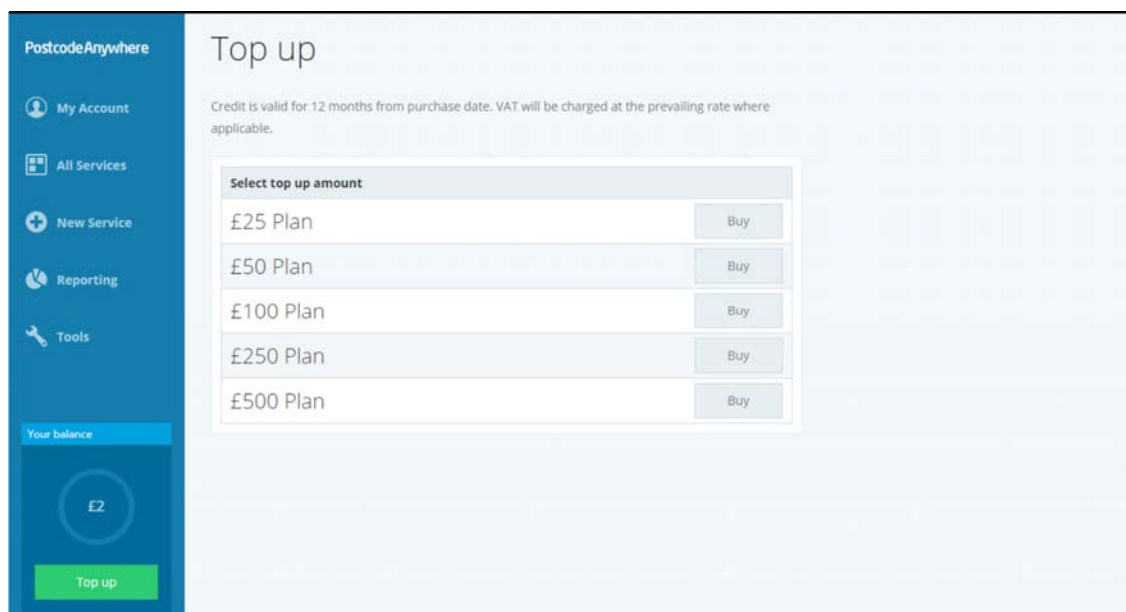 PostcodeAnywhere
My Account
All Services
New Service
Reporting
Tools
Your balance
£2
Top up
Top up
Credit is valid for 12 months from purchase date. VAT will be charged at the prevailing rate where
applicable.
Select top up amount
£25 Plan Buy
£50 Plan Buy
£100 Plan Buy
£250 Plan Buy
£500 Plan Buy